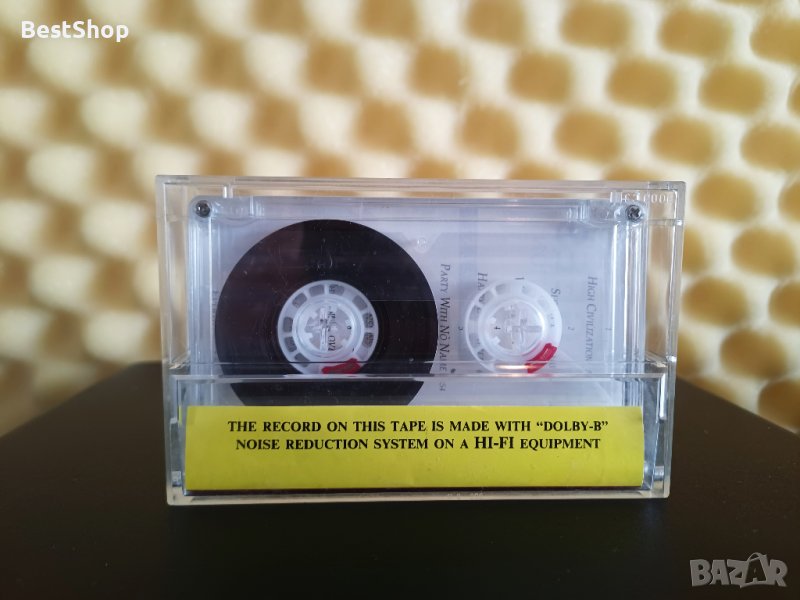 BestShop
HIGH CIVILIZATION
PARTY WITH NO NAME
THE RECORD ON THIS TAPE IS MADE WITH "DOLBY-B"
NOISE REDUCTION SYSTEM ON A HI-FI EQUIPMENT
BAZAR